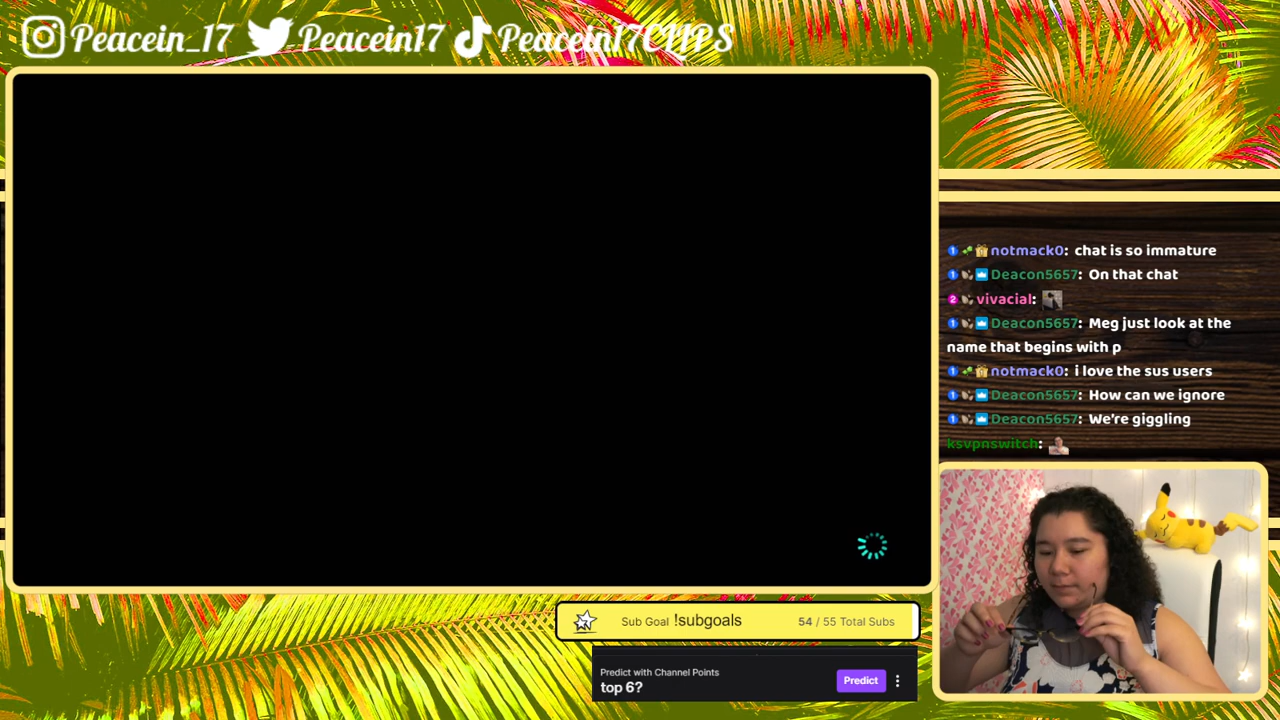 Peacein_17 Peacein17 Peacein17CLIPS
notmack0: chat is so immature
Deacon5657: On that chat
vivacial:
Deacon5657: Meg just look at the
name that begins with p
notmack0: i love the sus users
Deacon5657: How can we ignore
Deacon5657: We're giggling
ksvpnswitch:
Sub Goal !subgoals 54 / 55 Total Subs
Predict with Channel Points
top 6?
Predict